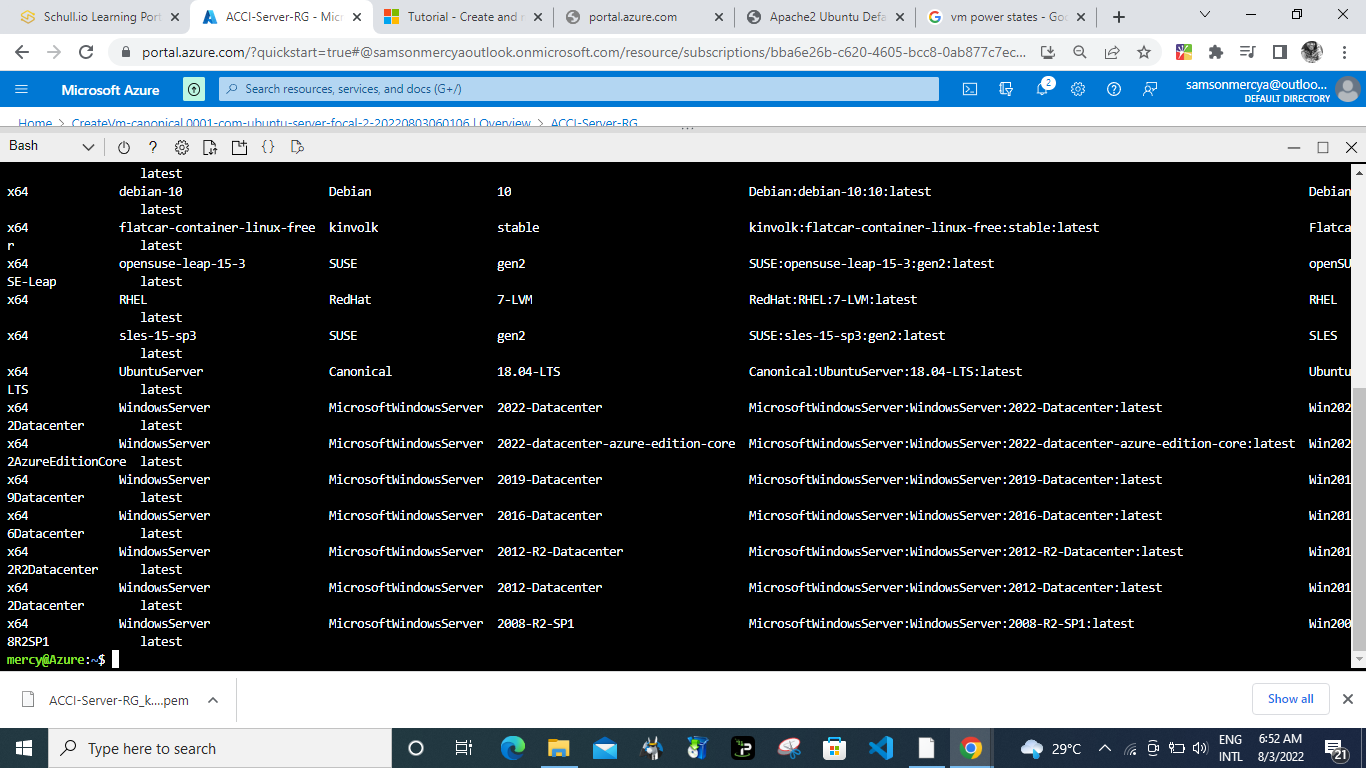 Schull.io Learning Port
ACCI-Server-RG - Micr
Tutorial - Create and m
portal.azure.com
Apache2 Ubuntu Defa
vm power states - Goo
portal.azure.com/?quickstart=true#@samsonmercyaoutlook.onmicrosoft.com/resource/subscriptions/bba6e26b-c620-4605-bcc8-0ab877c7ec...
Microsoft Azure
Search resources, services, and docs (G+/)
2
samsonmercya@outloo...
DEFAULT DIRECTORY
Home > CreateVm-canonical.0001-com-ubuntu-server-focal-2-20220803060106 | Overview > ACCI-Server-RG
Bash
latest
x64 debian-10 Debian 10 Debian:debian-10:10:latest Debian
latest
x64 flatcar-container-linux-free kinvolk stable kinvolk:flatcar-container-linux-free:stable:latest Flatca
r latest
x64 opensuse-leap-15-3 SUSE gen2 SUSE:opensuse-leap-15-3:gen2:latest openSU
SE-Leap latest
x64 RHEL RedHat 7-LVM RedHat:RHEL:7-LVM:latest RHEL
latest
x64 sles-15-sp3 SUSE gen2 SUSE:sles-15-sp3:gen2:latest SLES
latest
x64 UbuntuServer Canonical 18.04-LTS Canonical:UbuntuServer:18.04-LTS:latest Ubuntu
LTS latest
x64 WindowsServer MicrosoftWindowsServer 2022-Datacenter MicrosoftWindowsServer:WindowsServer:2022-Datacenter:latest Win202
2Datacenter latest
x64 WindowsServer MicrosoftWindowsServer 2022-datacenter-azure-edition-core MicrosoftWindowsServer:WindowsServer:2022-datacenter-azure-edition-core:latest Win202
2AzureEditionCore latest
x64 WindowsServer MicrosoftWindowsServer 2019-Datacenter MicrosoftWindowsServer:WindowsServer:2019-Datacenter:latest Win201
9Datacenter latest
x64 WindowsServer MicrosoftWindowsServer 2016-Datacenter MicrosoftWindowsServer:WindowsServer:2016-Datacenter:latest Win201
6Datacenter latest
x64 WindowsServer MicrosoftWindowsServer 2012-R2-Datacenter MicrosoftWindowsServer:WindowsServer:2012-R2-Datacenter:latest Win201
2R2Datacenter latest
x64 WindowsServer MicrosoftWindowsServer 2012-Datacenter MicrosoftWindowsServer:WindowsServer:2012-Datacenter:latest Win201
2Datacenter latest
x64 WindowsServer MicrosoftWindowsServer 2008-R2-SP1 MicrosoftWindowsServer:WindowsServer:2008-R2-SP1:latest Win200
8R2SP1 latest
mercy@Azure:~$
ACCI-Server-RG_k....pem
Show all
Type here to search
29°C
ENG
INTL
6:52 AM
8/3/2022
21